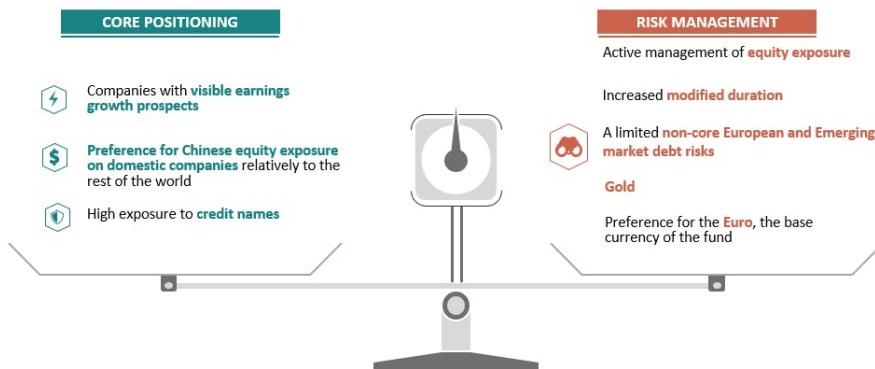 CORE POSITIONING
Companies with visible earnings
growth prospects
Preference for Chinese equity exposure
on domestic companies relatively to the
rest of the world
High exposure to credit names
RISK MANAGEMENT
Active management of equity exposure
Increased modified duration
A limited non-core European and Emerging
market debt risks
Gold
Preference for the Euro, the base
currency of the fund